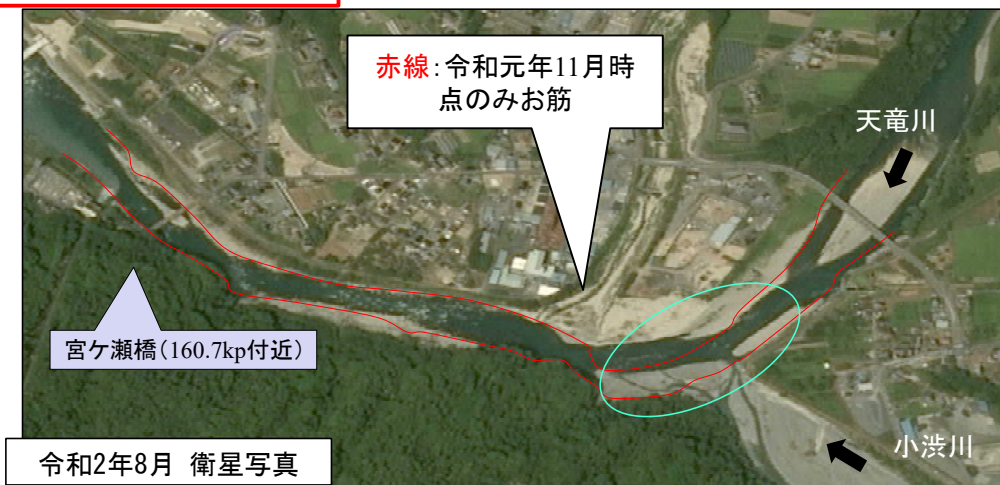 赤線:令和元年11月時
点のみお筋
天竜川
宮ケ瀬橋(160.7kp付近)
小渋川
令和2年8月 衛星写真